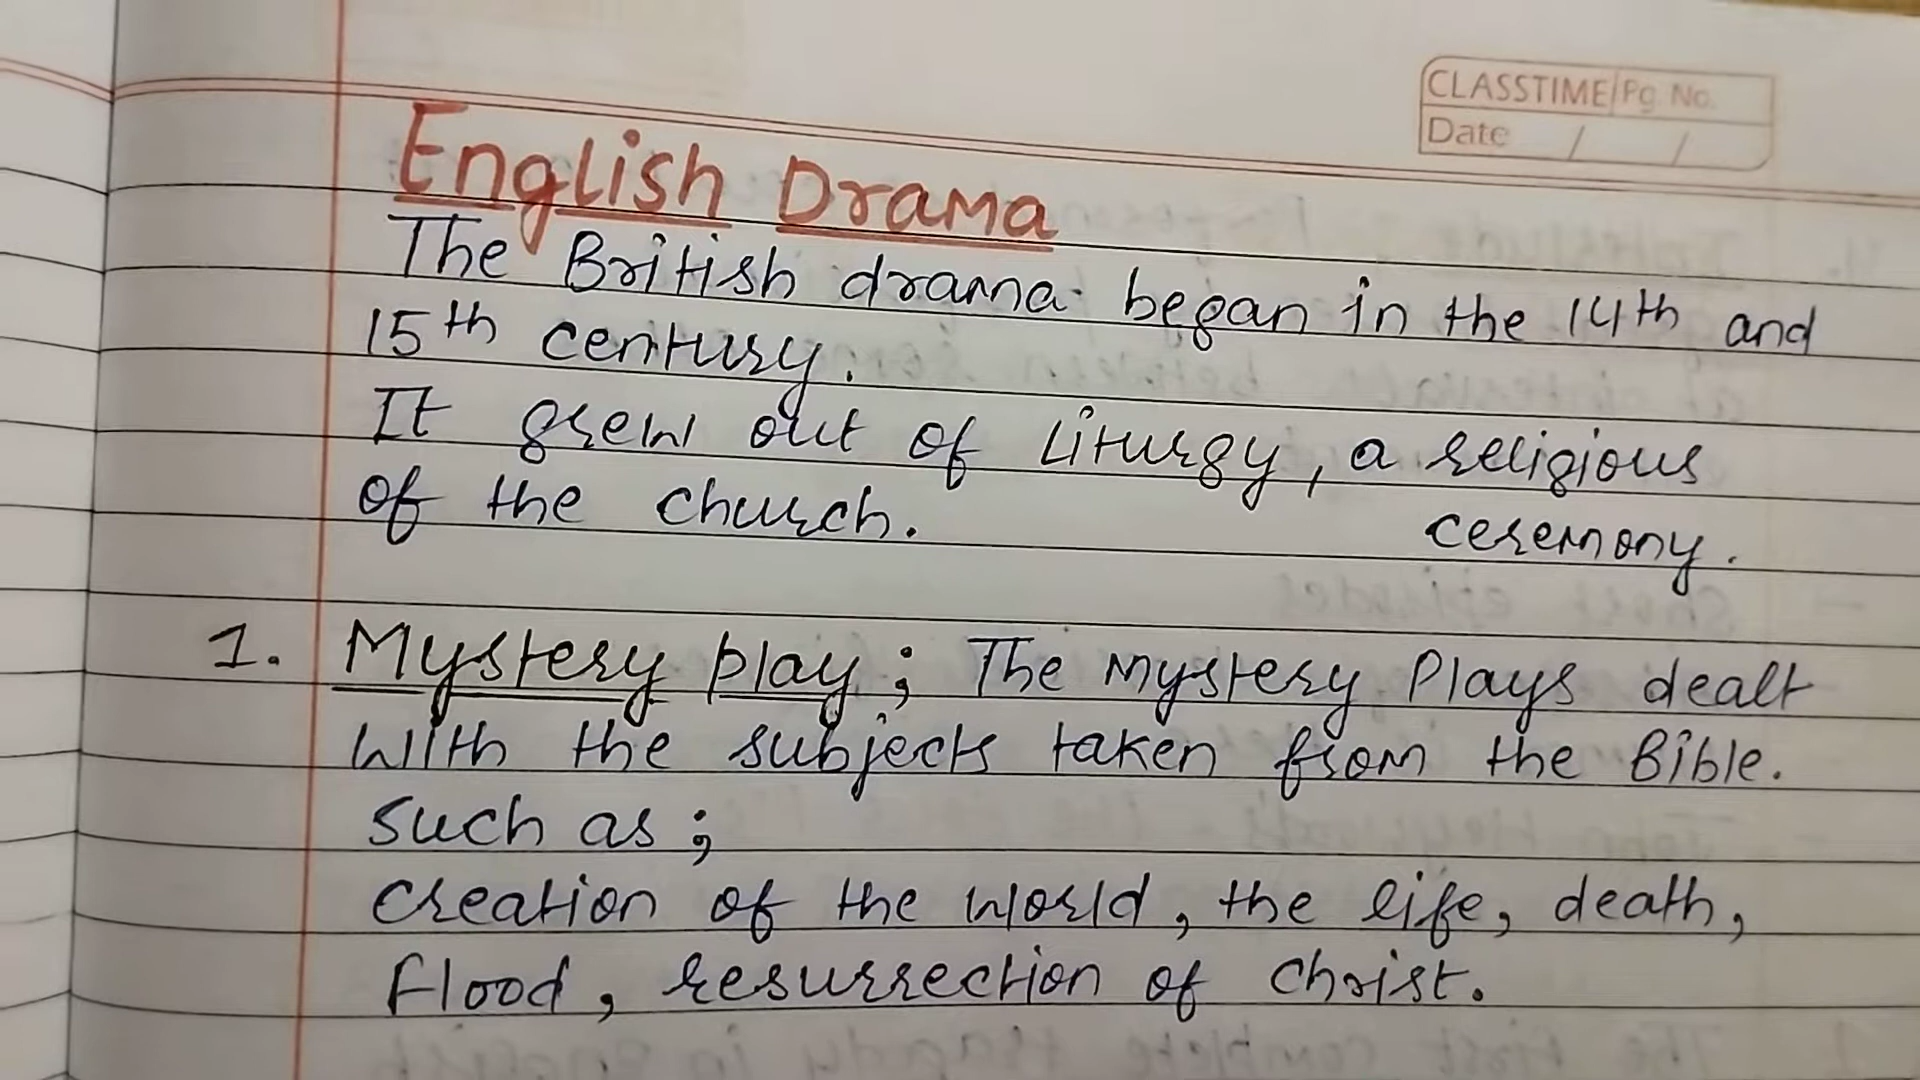 CLASSTIME Pg. No.
Date / /
English Drama
The British drama began in the 14th and
15th century.
It grew out of Liturgy, a religious
ceremony.
of the church.
1. Mystery play ; The Mystery Plays dealt
with the subjects taken from the Bible.
such as ;
Creation of the world, the life, death,
flood, resurrection of Christ.